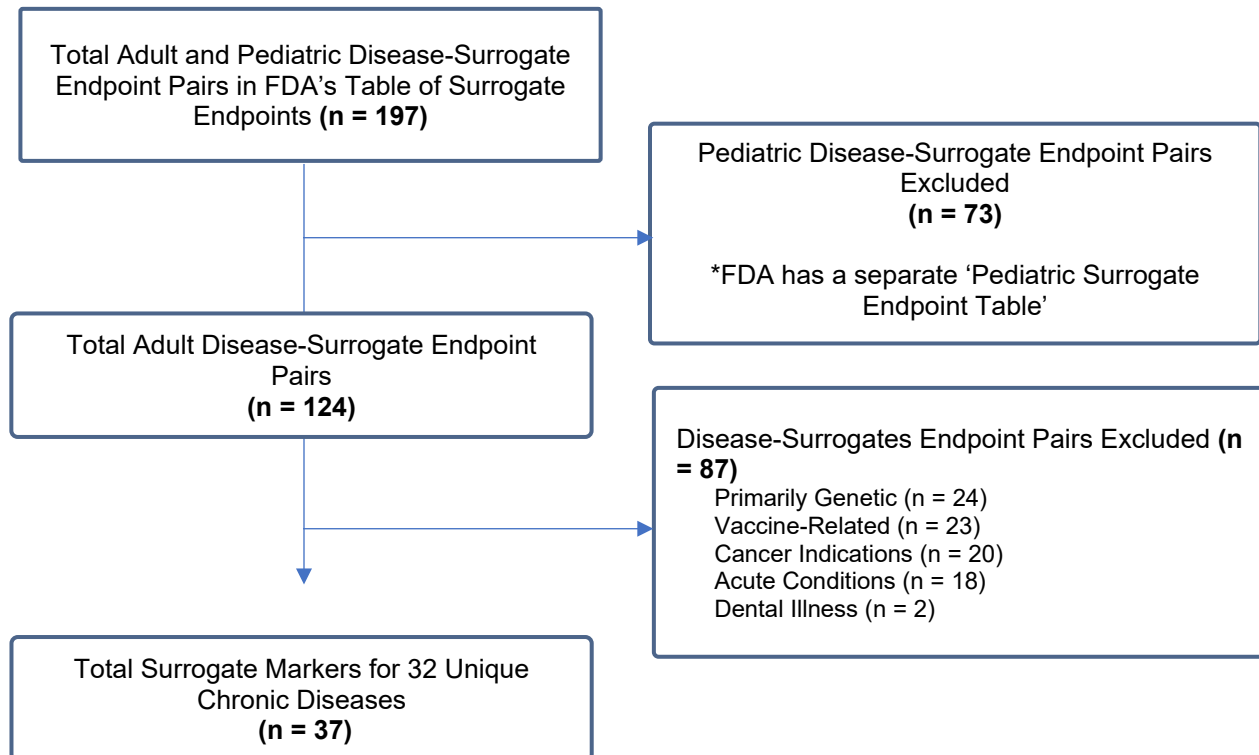 Total Adult and Pediatric Disease-Surrogate
Endpoint Pairs in FDA's Table of Surrogate
Endpoints (n = 197)
Pediatric Disease-Surrogate Endpoint Pairs
Excluded
(n = 73)
*FDA has a separate ‘Pediatric Surrogate
Endpoint Table’
Total Adult Disease-Surrogate Endpoint
Pairs
(n = 124)
Disease-Surrogates Endpoint Pairs Excluded (n
= 87)
Primarily Genetic (n = 24)
Vaccine-Related (n = 23)
Cancer Indications (n = 20)
Acute Conditions (n = 18)
Dental Illness (n = 2)
Total Surrogate Markers for 32 Unique
Chronic Diseases
(n = 37)